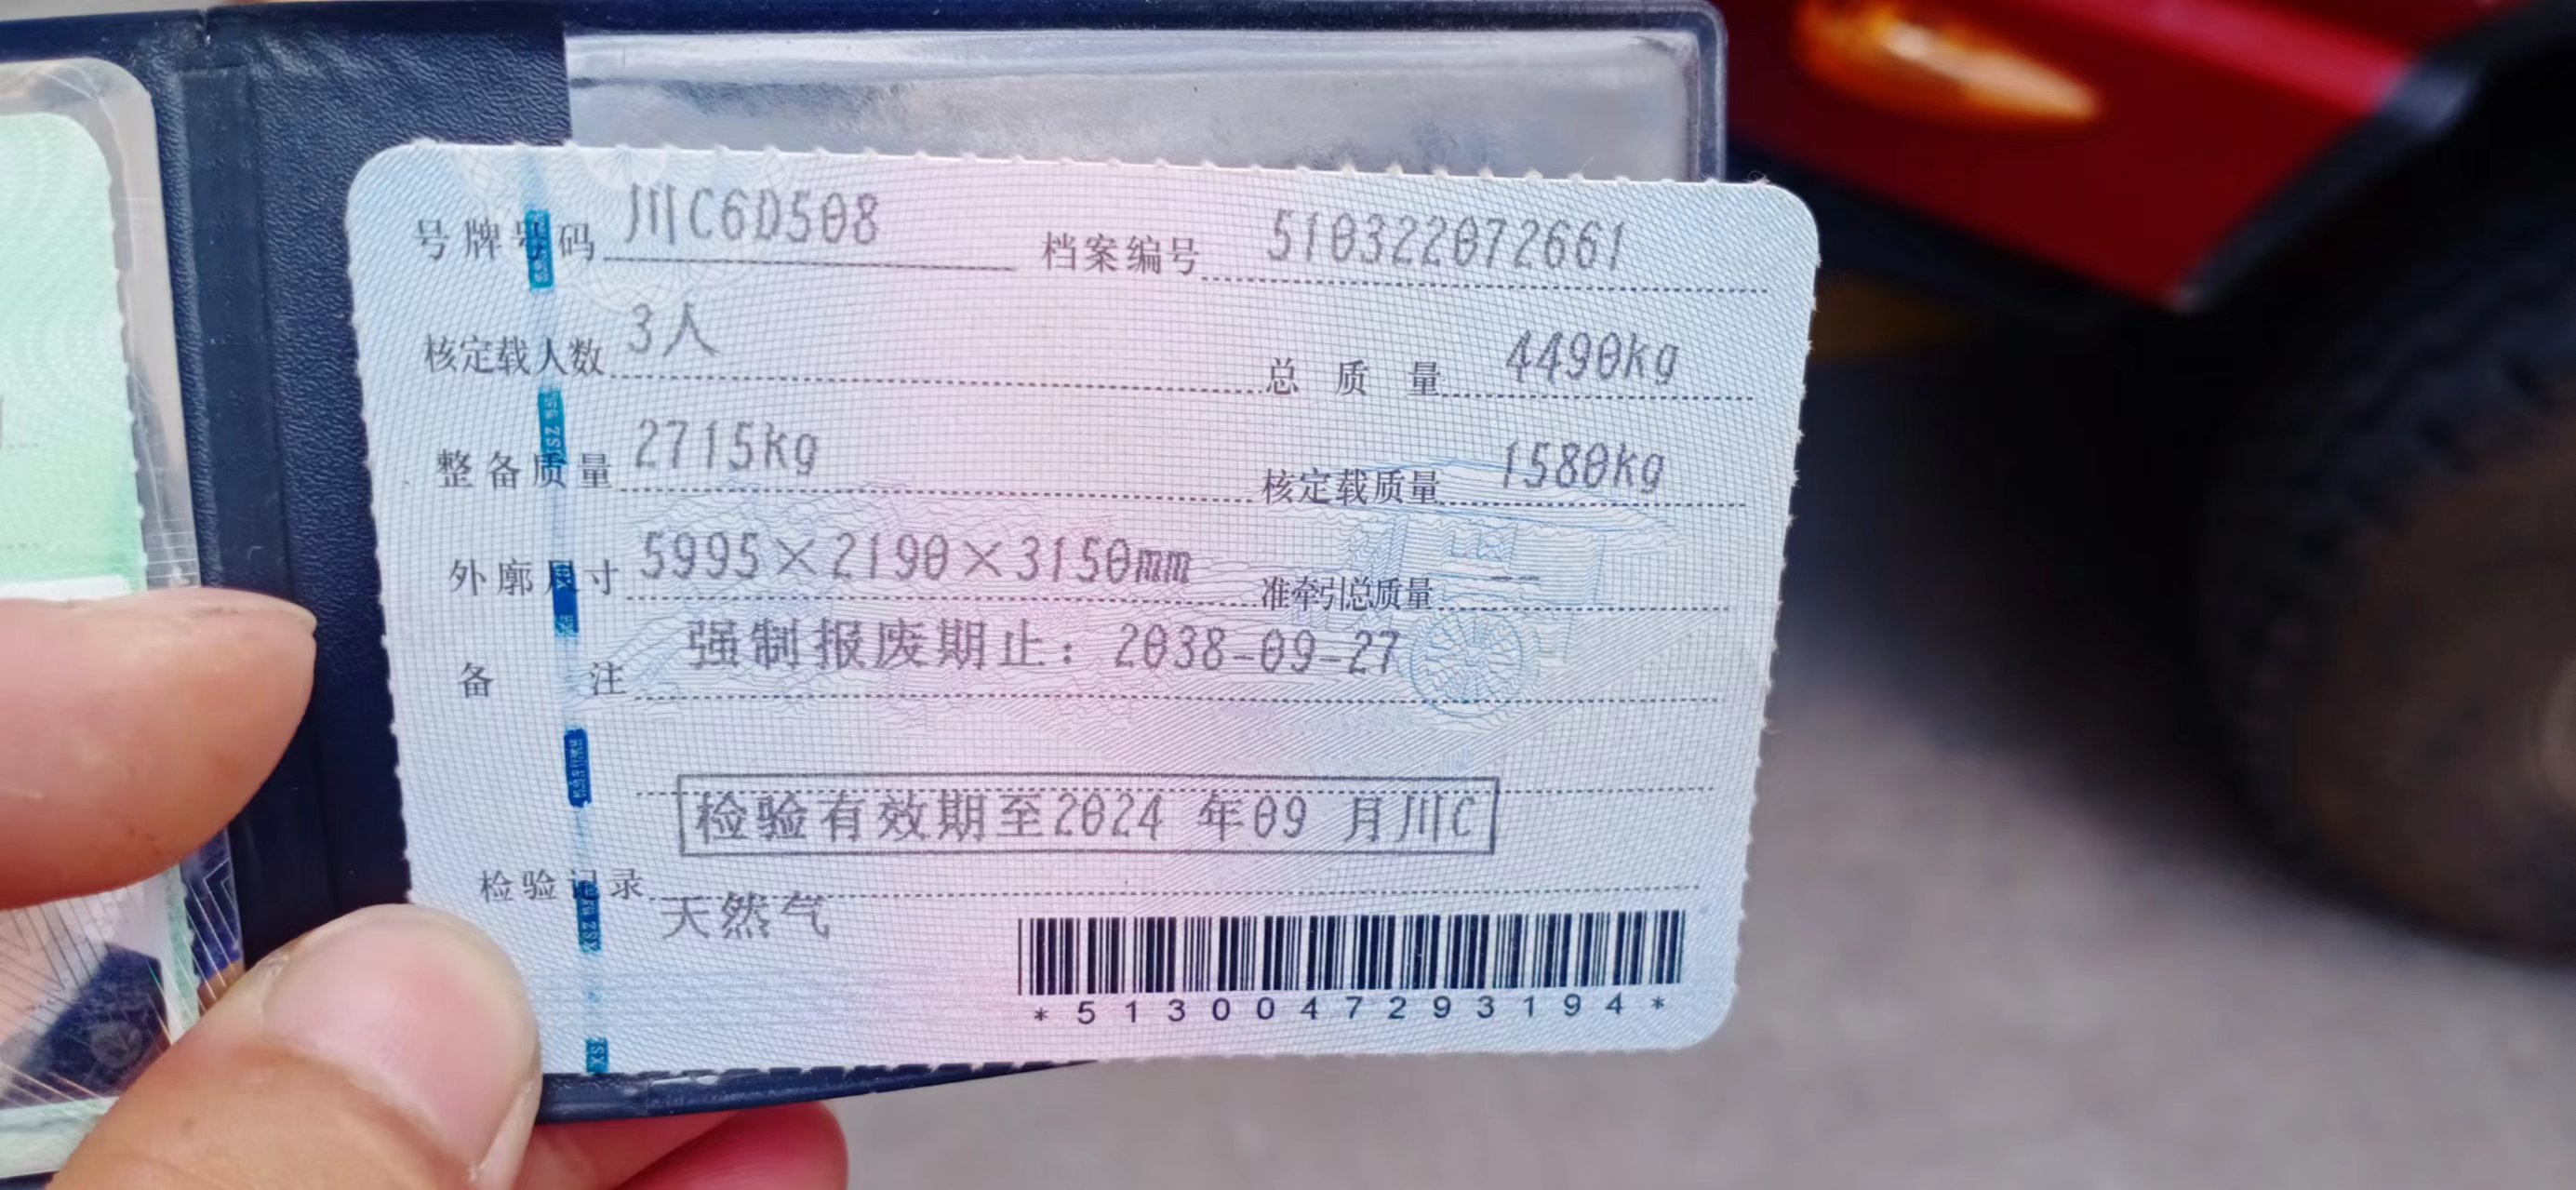 号牌号码 川C6D508 档案编号 510322072661
核定载人数 3人 总质量 4490kg
整备质量 2715kg 核定载质量 1580kg
外廓尺寸 5995×2190×3150mm 准牵引总质量 --
备注 强制报废期止：2038-09-27
检验有效期至2024 年09 月川C
检验记录
天然气
*5130047293194*